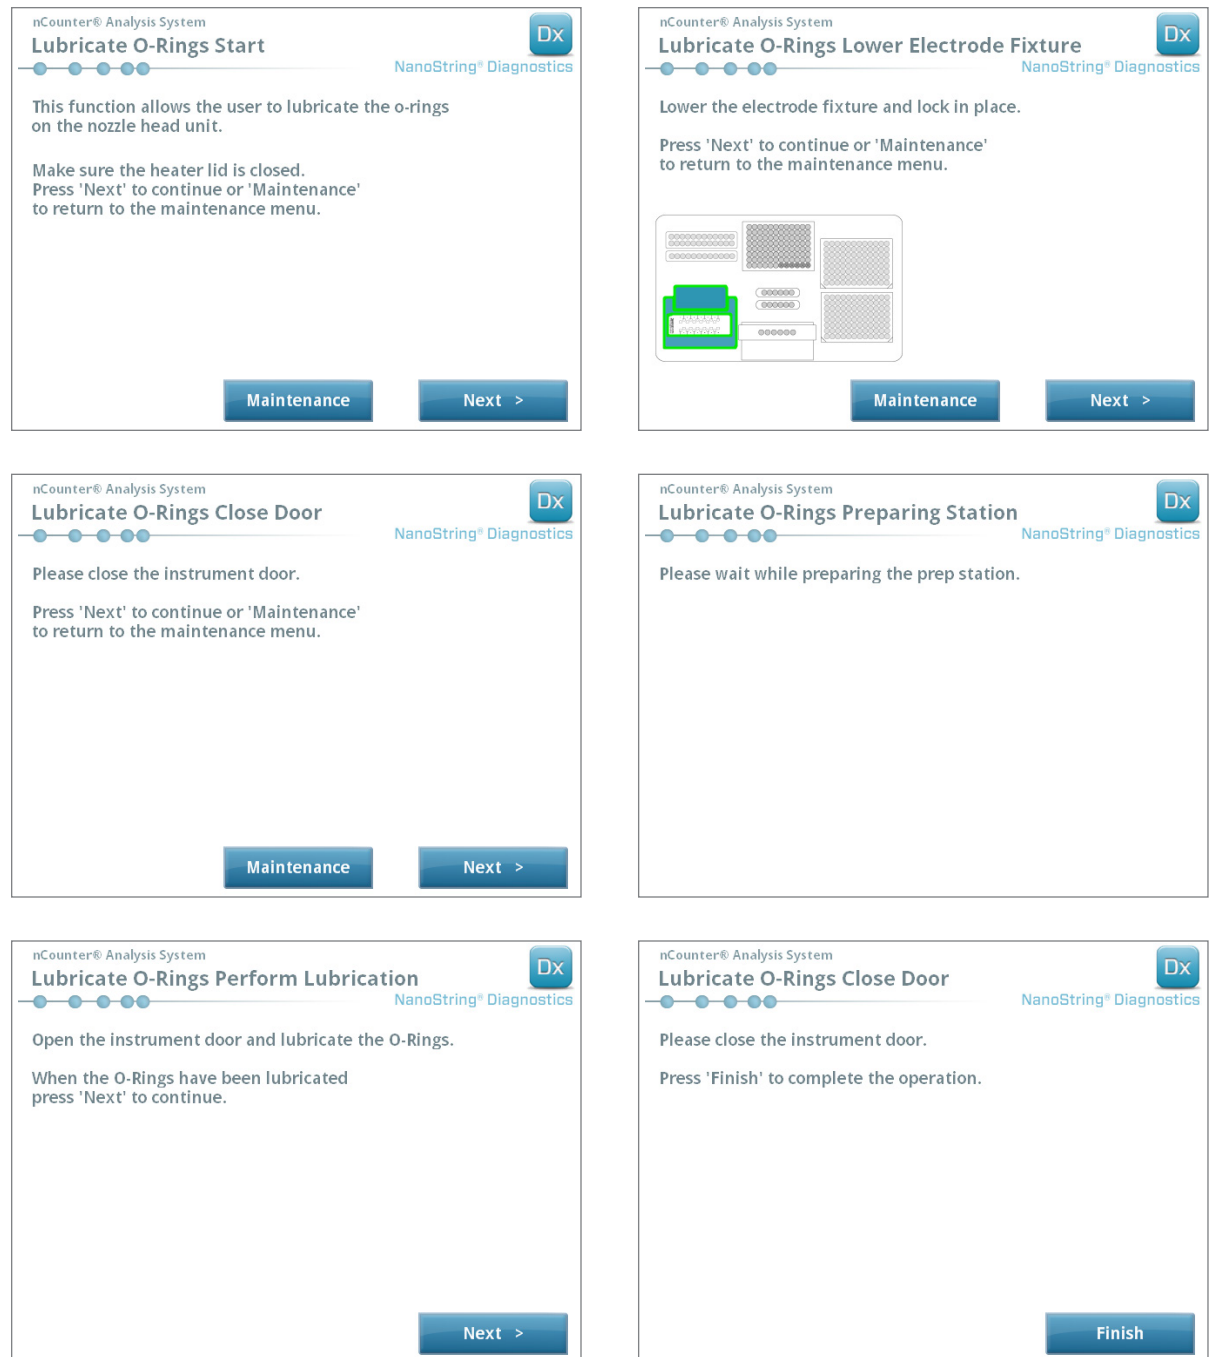 nCounter® Analysis System
Lubricate O-Rings Start
Dx
NanoString® Diagnostics
This function allows the user to lubricate the o-rings
on the nozzle head unit.
Make sure the heater lid is closed.
Press 'Next' to continue or 'Maintenance'
to return to the maintenance menu.
Maintenance
Next >
nCounter® Analysis System
Lubricate O-Rings Lower Electrode Fixture
Dx
NanoString® Diagnostics
Lower the electrode fixture and lock in place.
Press 'Next' to continue or 'Maintenance'
to return to the maintenance menu.
Maintenance
Next >
nCounter® Analysis System
Lubricate O-Rings Close Door
Dx
NanoString® Diagnostics
Please close the instrument door.
Press 'Next' to continue or 'Maintenance'
to return to the maintenance menu.
Maintenance
Next >
nCounter® Analysis System
Lubricate O-Rings Preparing Station
Dx
NanoString® Diagnostics
Please wait while preparing the prep station.
nCounter® Analysis System
Lubricate O-Rings Perform Lubrication
Dx
NanoString® Diagnostics
Open the instrument door and lubricate the O-Rings.
When the O-Rings have been lubricated
press 'Next' to continue.
Next >
nCounter® Analysis System
Lubricate O-Rings Close Door
Dx
NanoString® Diagnostics
Please close the instrument door.
Press 'Finish' to complete the operation.
Finish